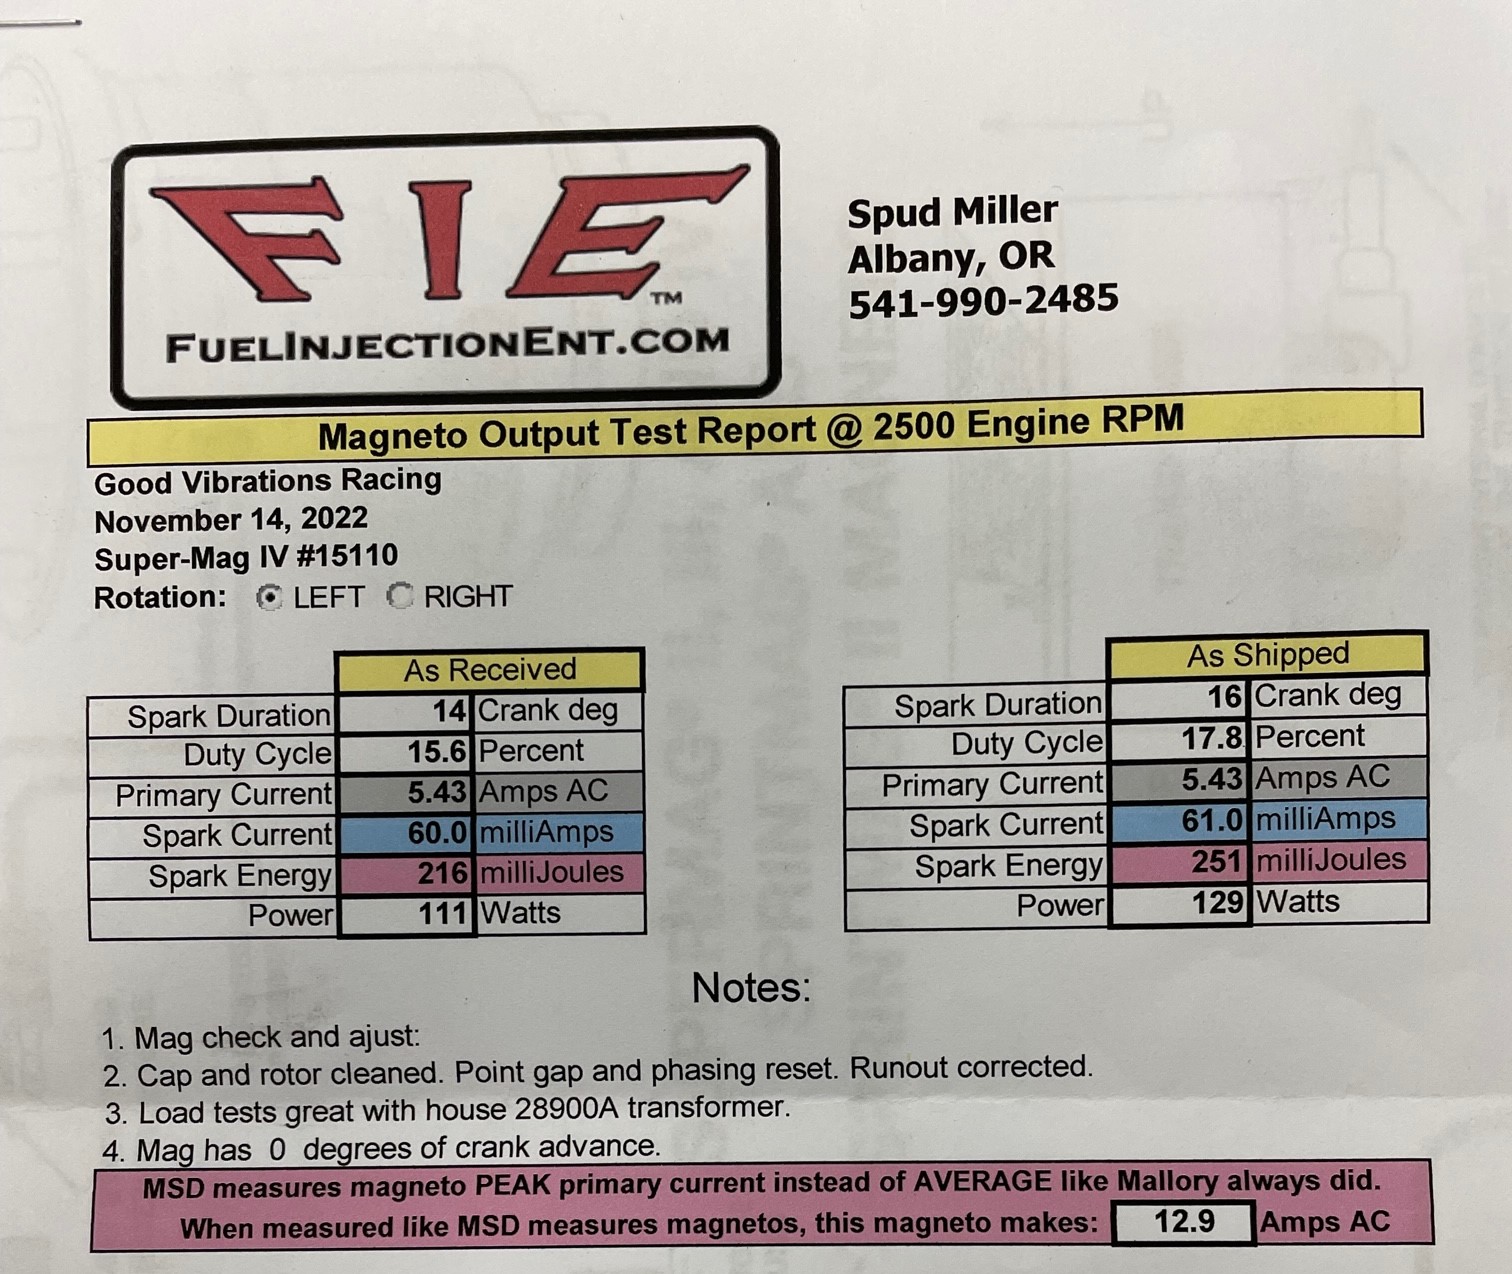 FIE
TM
FUELINJECTIONENT.COM
Spud Miller
Albany, OR
541-990-2485
Magneto Output Test Report @ 2500 Engine RPM
Good Vibrations Racing
November 14, 2022
Super-Mag IV #15110
Rotation: LEFT RIGHT
As Received
Spark Duration 14 Crank deg
Duty Cycle 15.6 Percent
Primary Current 5.43 Amps AC
Spark Current 60.0 milliAmps
Spark Energy 216 milliJoules
Power 111 Watts
As Shipped
Spark Duration 16 Crank deg
Duty Cycle 17.8 Percent
Primary Current 5.43 Amps AC
Spark Current 61.0 milliAmps
Spark Energy 251 milliJoules
Power 129 Watts
Notes:
1. Mag check and ajust:
2. Cap and rotor cleaned. Point gap and phasing reset. Runout corrected.
3. Load tests great with house 28900A transformer.
4. Mag has 0 degrees of crank advance.
MSD measures magneto PEAK primary current instead of AVERAGE like Mallory always did.
When measured like MSD measures magnetos, this magneto makes: 12.9 Amps AC